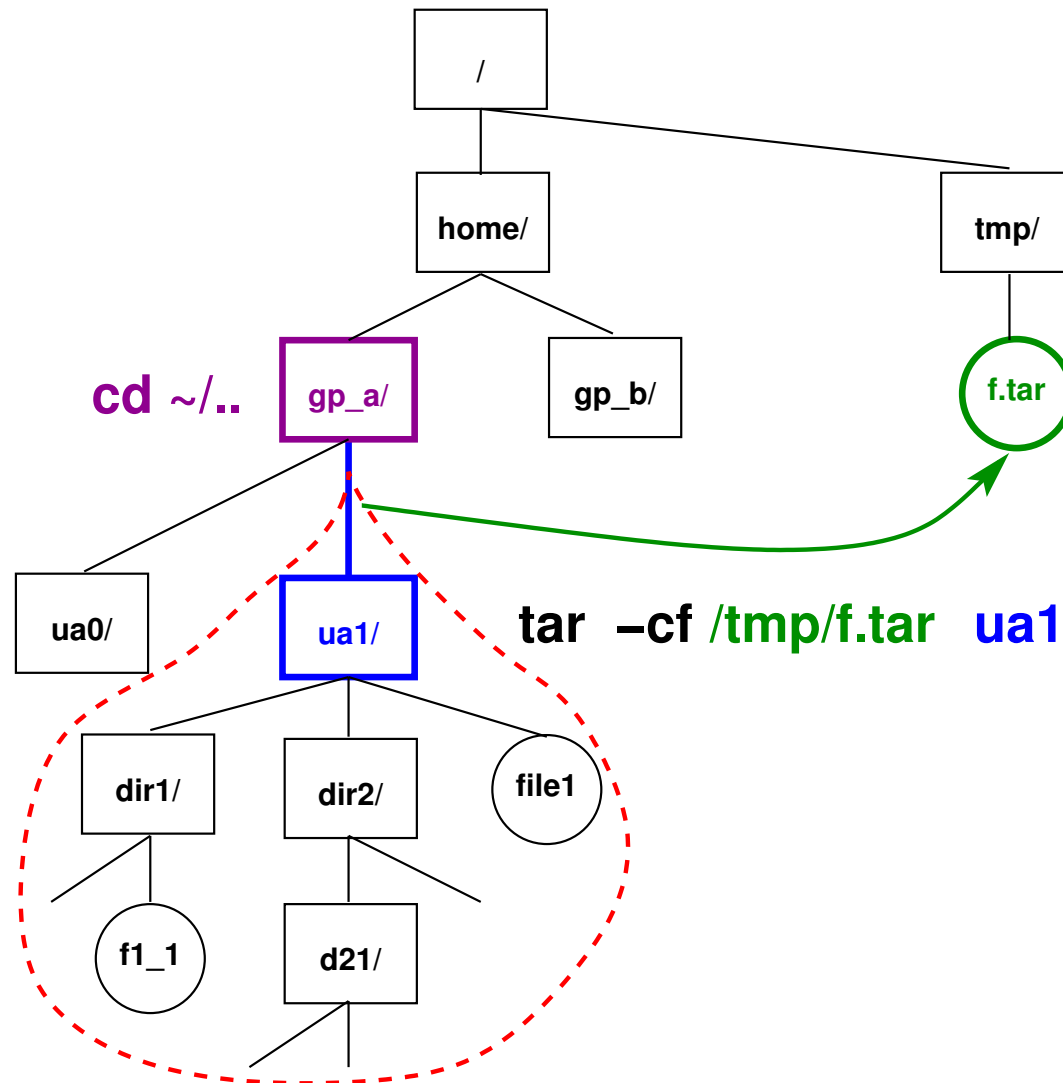 /
home/
tmp/
cd ~/..
gp_a/
gp_b/
f.tar
ua0/
ua1/
tar –cf /tmp/f.tar ua1
dir1/
dir2/
file1
f1_1
d21/